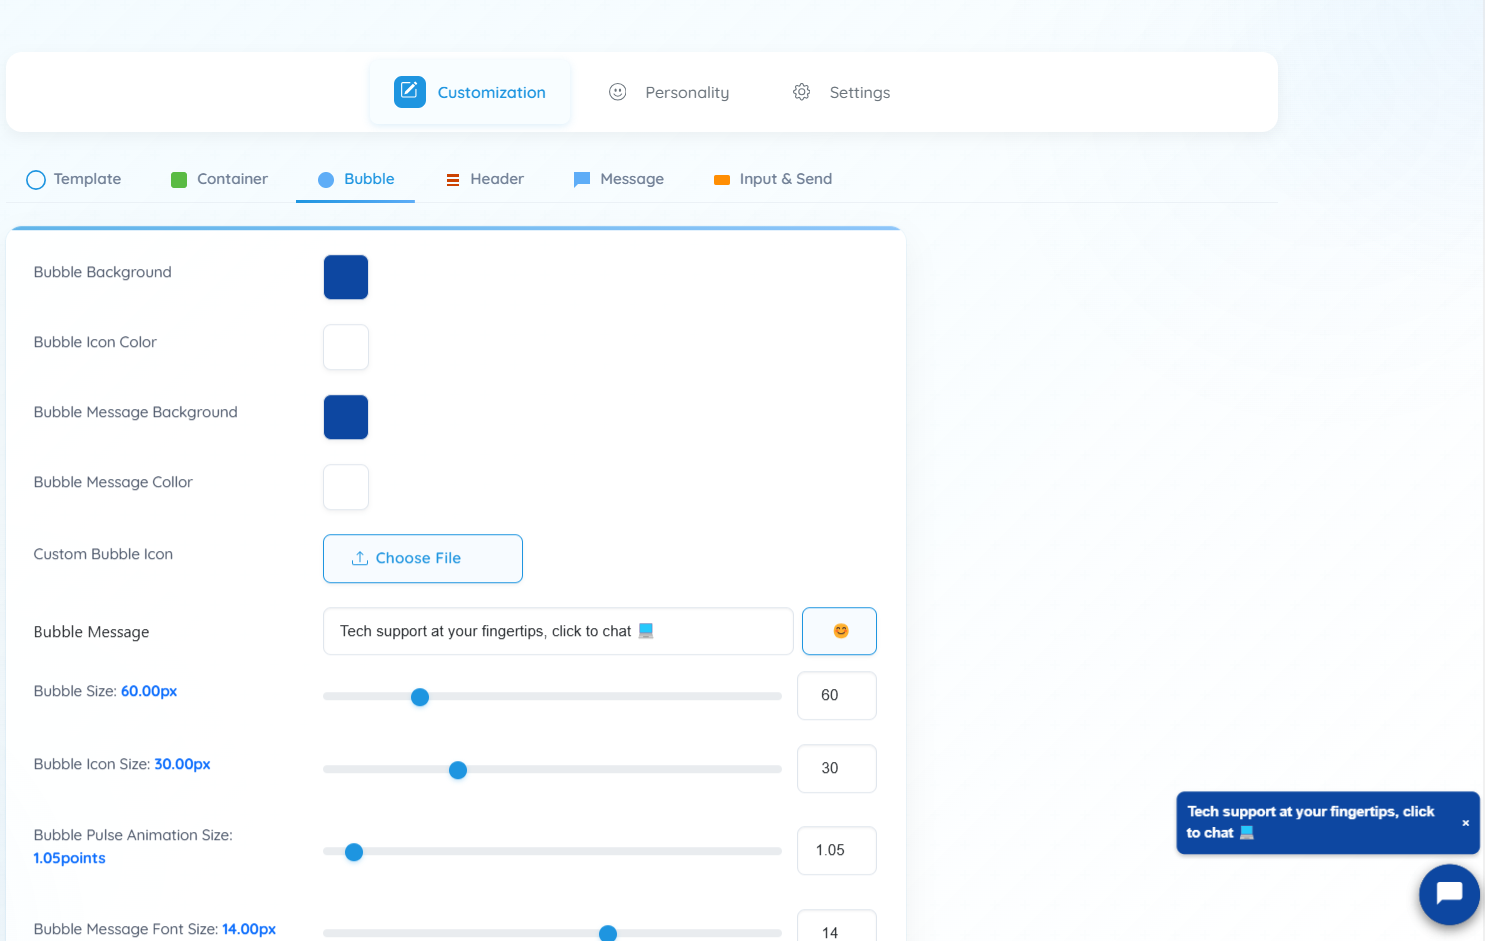 Customization
Personality
Settings
Template
Container
Bubble
Header
Message
Input & Send
Bubble Background
Bubble Icon Color
Bubble Message Background
Bubble Message Collor
Custom Bubble Icon
Choose File
Bubble Message
Tech support at your fingertips, click to chat 💻
😊
Bubble Size: 60.00px
60
Bubble Icon Size: 30.00px
30
Bubble Pulse Animation Size:
1.05points
1.05
Bubble Message Font Size: 14.00px
14
Tech support at your fingertips, click
to chat 💻
×